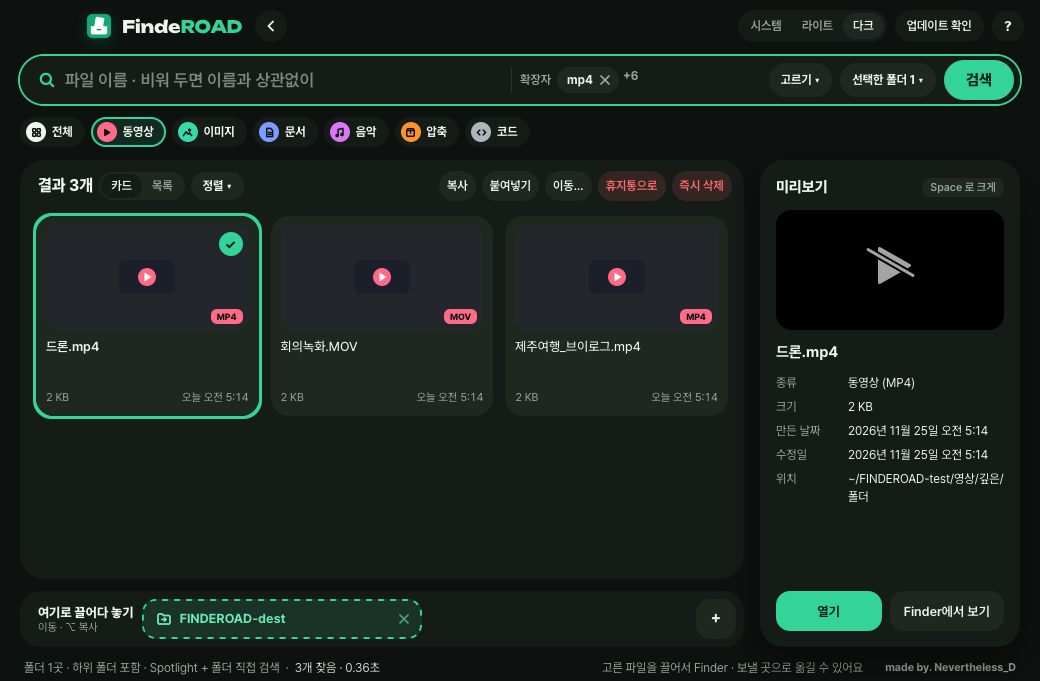 FindeROAD
시스템 라이트 다크 업데이트 확인 ?
파일 이름 · 비워 두면 이름과 상관없이 확장자 mp4 +6 고르기 선택한 폴더 1 검색
전체 동영상 이미지 문서 음악 압축 코드
결과 3개 카드 목록 정렬 복사 붙여넣기 이동... 휴지통으로 즉시 삭제
MP4
드론.mp4
2 KB 오늘 오전 5:14
MOV
회의녹화.MOV
2 KB 오늘 오전 5:14
MP4
제주여행_브이로그.mp4
2 KB 오늘 오전 5:14
미리보기 Space 로 크게
드론.mp4
종류 동영상 (MP4)
크기 2 KB
만든 날짜 2026년 11월 25일 오전 5:14
수정일 2026년 11월 25일 오전 5:14
위치 ~/FINDEROAD-test/영상/깊은/
폴더
열기 Finder에서 보기
여기로 끌어다 놓기
이동 · ⌥ 복사
FINDEROAD-dest
+
폴더 1곳 · 하위 폴더 포함 · Spotlight + 폴더 직접 검색 · 3개 찾음 · 0.36초
고른 파일을 끌어서 Finder · 보낼 곳으로 옮길 수 있어요
made by. Nevertheless_D